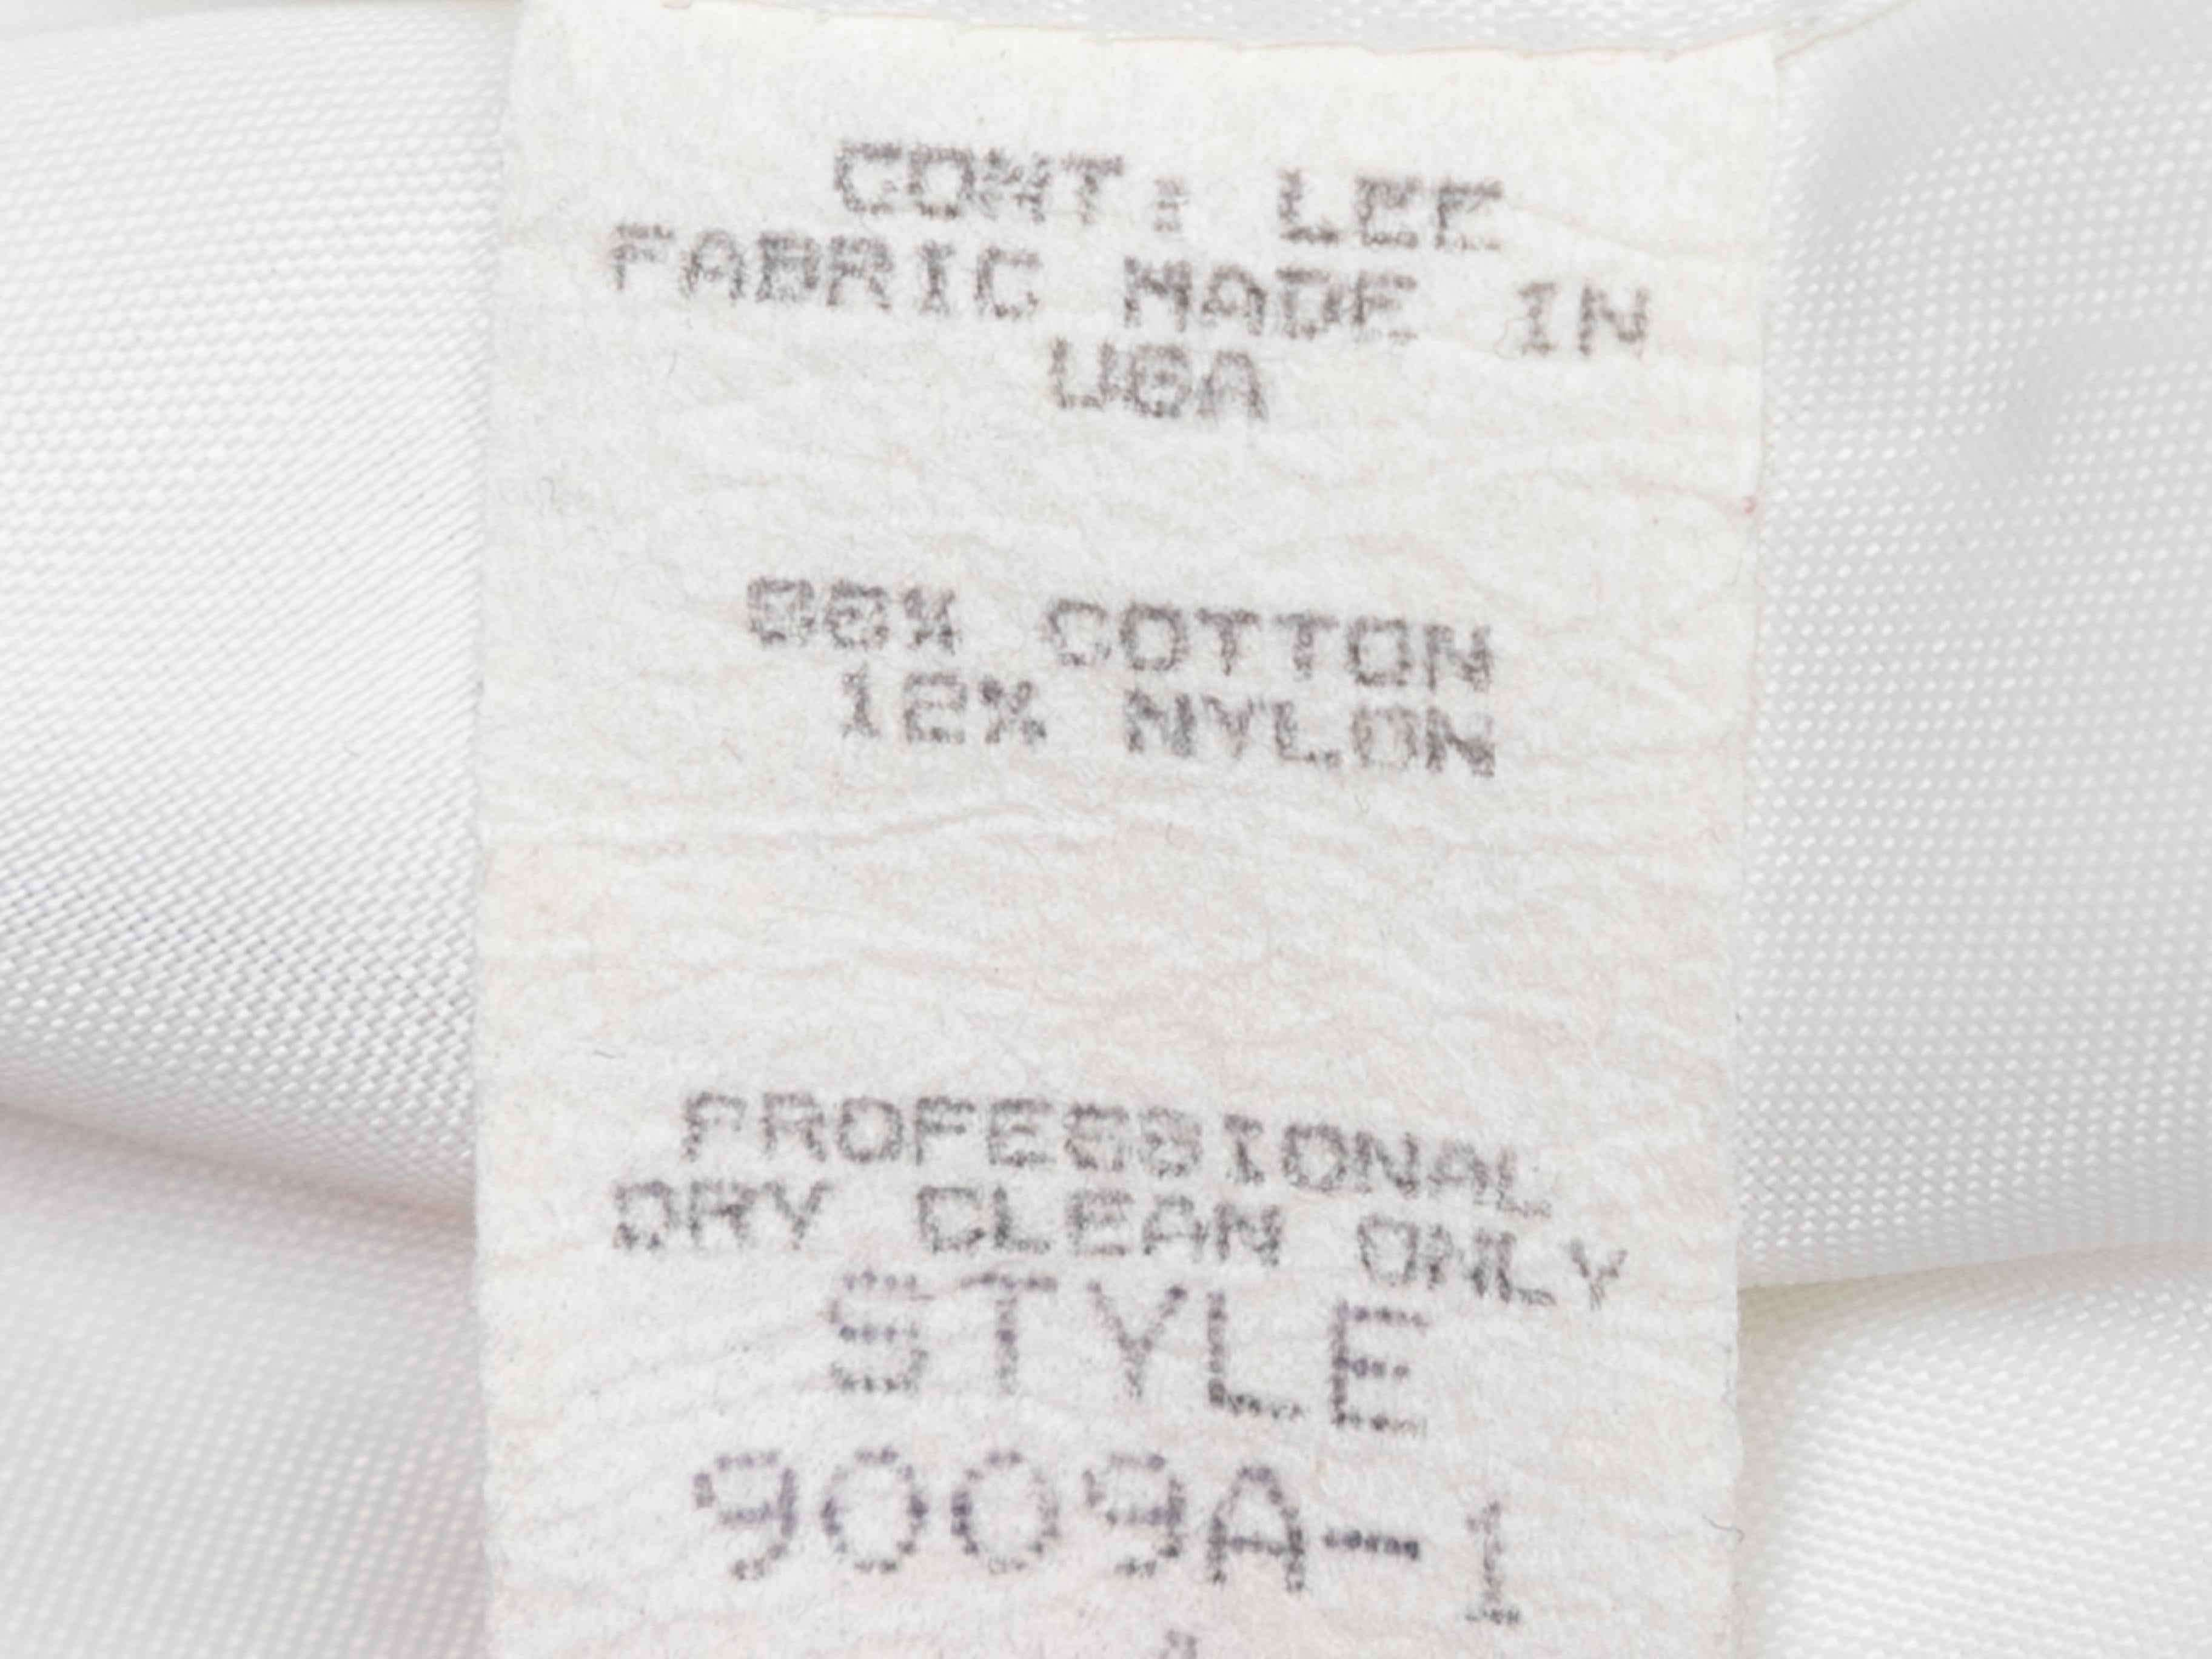 CONT: LEE
FABRIC MADE IN
USA
88% COTTON
12% NYLON
PROFESSIONAL
DRY CLEAN ONLY
STYLE
9009A-1